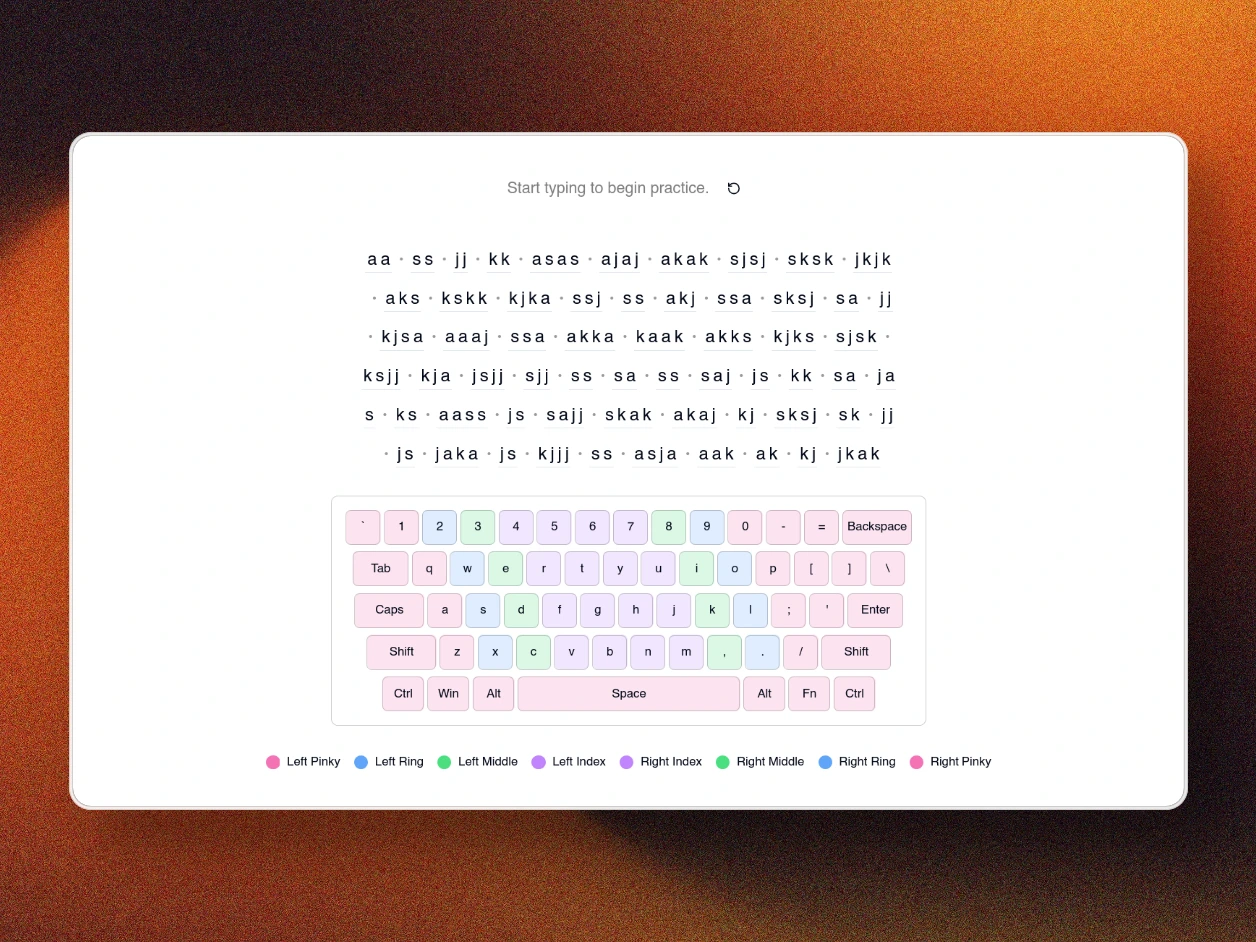 Start typing to begin practice.
aa · ss · jj · kk · asas · ajaj · akak · sjsj · sksk · jkjk
· aks · kskk · kjka · ssj · ss · akj · ssa · sksj · sa · jj
· kjsa · aaaj · ssa · akka · kaak · akks · kjks · sjsk ·
ksjj · kja · jsjj · sjj · ss · sa · ss · saj · js · kk · sa · ja
s · ks · aass · js · sajj · skak · akaj · kj · sksj · sk · jj
· js · jaka · js · kjjj · ss · asja · aak · ak · kj · jkak
` 1 2 3 4 5 6 7 8 9 0 - = Backspace
Tab q w e r t y u i o p [ ] \
Caps a s d f g h j k l ; ' Enter
Shift z x c v b n m , . / Shift
Ctrl Win Alt Space Alt Fn Ctrl
Left Pinky Left Ring Left Middle Left Index Right Index Right Middle Right Ring Right Pinky